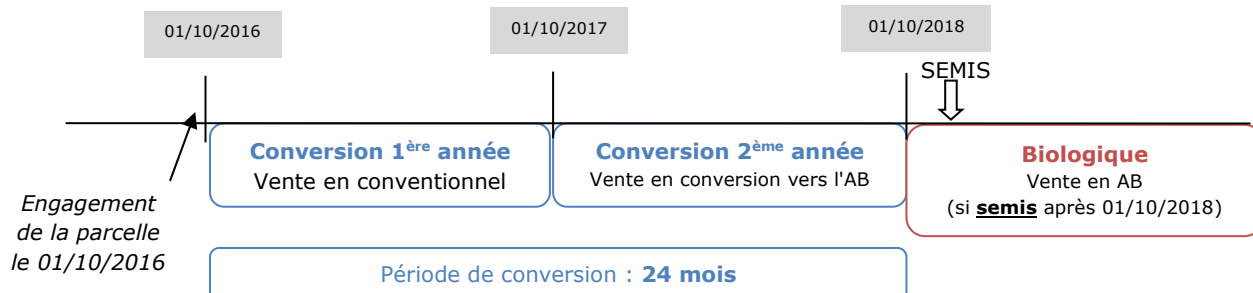 01/10/2016
01/10/2017
01/10/2018
SEMIS
Conversion 1ère année
Vente en conventionnel
Conversion 2ème année
Vente en conversion vers l'AB
Biologique
Vente en AB
(si semis après 01/10/2018)
Engagement
de la parcelle
le 01/10/2016
Période de conversion : 24 mois